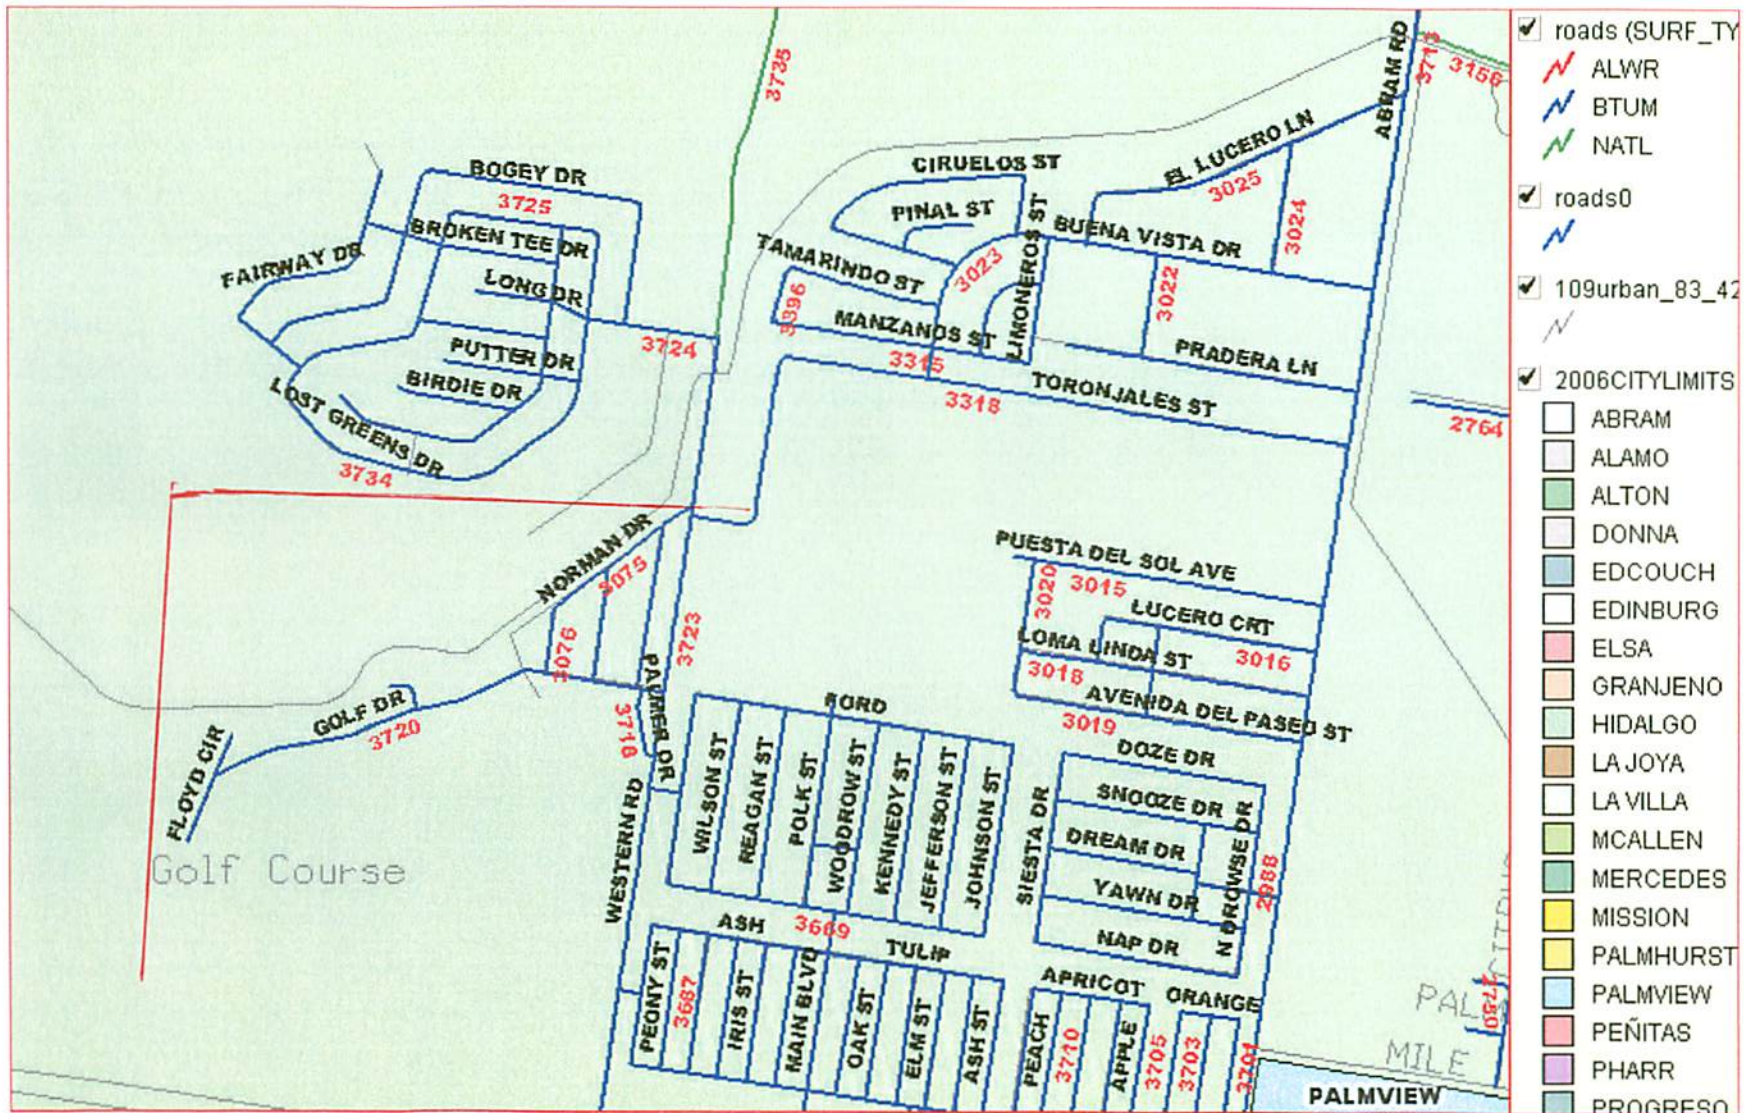 3735
ABRAM RD
3713
3156
BOGEY DR
3725
CIRUELOS ST
EL LUCERO LN
3025
PINAL ST
BROKEN TEE DR
FAIRWAY DR
LONG DR
TAMARINDO ST
3023
LIMONEROS ST
BUENA VISTA DR
3024
3022
3396
MANZANOS ST
3315
3724
PUTTER DR
BIRDIE DR
PRADERA LN
TORONJALES ST
3318
2764
LOST GREENS DR
3734
NORMAN DR
3075
PUESTA DEL SOL AVE
3020
3015
LUCERO CRT
3076
3723
LOMA LINDA ST
3016
3018
PALMER DR
AVENIDA DEL PASEO ST
3019
GOLF DR
3720
3718
FORD
FLOYD CIR
DOZE DR
WILSON ST
REAGAN ST
POLK ST
WOODROW ST
KENNEDY ST
JEFFERSON ST
JOHNSON ST
SIESTA DR
SNOOZE DR
DREAM DR
YAWN DR
NAP DR
N DROWSE DR
2988
Golf Course
WESTERN RD
ASH
3669
TULIP
APRICOT
ORANGE
PEONY ST
3687
IRIS ST
MAIN BLVD
OAK ST
ELM ST
ASH ST
PEACH
3710
APPLE
3705
3703
3701
CITRUS
PALM
2780
MILE
PALMVIEW
roads (SURF_TY
ALWR
BTUM
NATL
roads0
109urban_83_42
2006CITYLIMITS
ABRAM
ALAMO
ALTON
DONNA
EDCOUCH
EDINBURG
ELSA
GRANJENO
HIDALGO
LA JOYA
LA VILLA
MCALLEN
MERCEDES
MISSION
PALMHURST
PALMVIEW
PEÑITAS
PHARR
PROGRESO